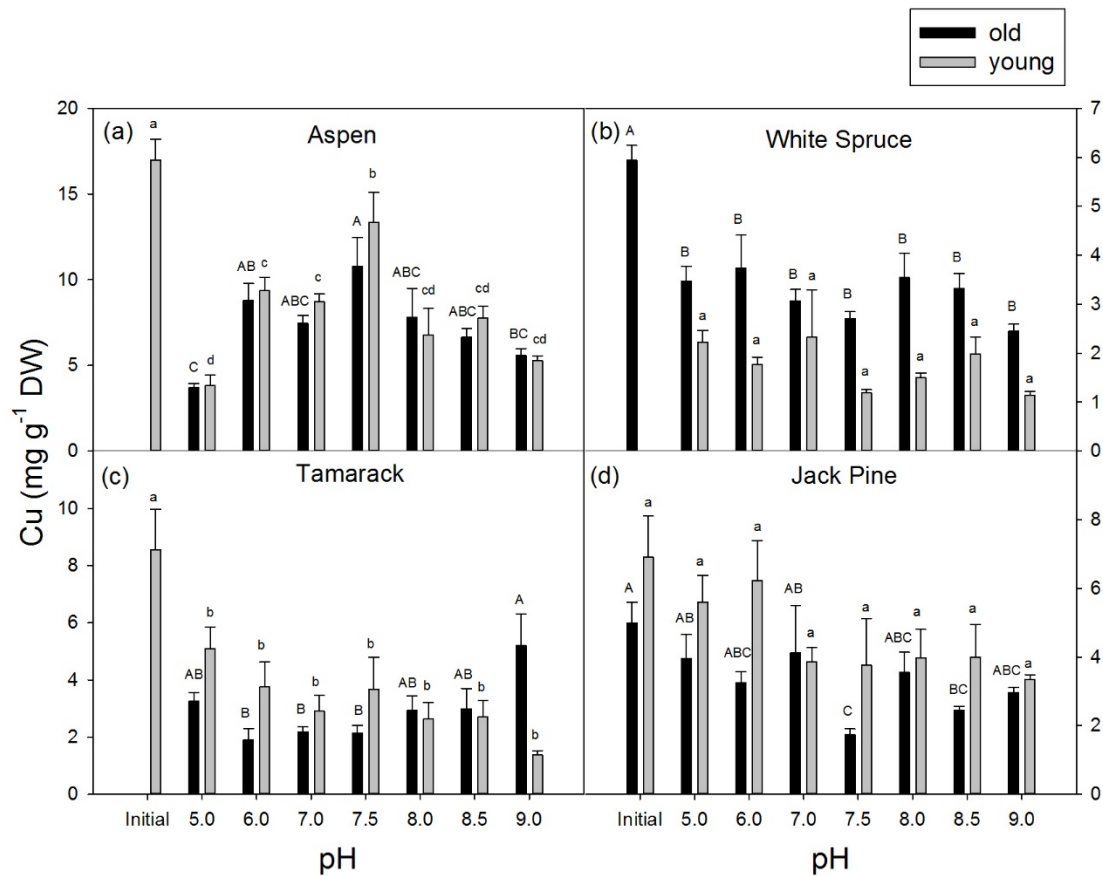 old
young
(a)
Aspen
(b)
White Spruce
(c)
Tamarack
(d)
Jack Pine
Cu (mg g-1 DW)
20
15
10
5
0
7
6
5
4
3
2
1
0
10
8
6
4
2
0
8
6
4
2
0
a
C
d
AB
c
ABC
c
A
b
ABC
cd
ABC
cd
BC
cd
A
B
a
B
a
B
a
B
a
B
a
B
a
B
a
a
AB
b
B
b
B
b
B
b
AB
b
AB
b
A
b
A
a
AB
a
ABC
a
AB
a
C
a
ABC
a
BC
a
ABC
a
Initial 5.0 6.0 7.0 7.5 8.0 8.5 9.0
Initial 5.0 6.0 7.0 7.5 8.0 8.5 9.0
pH
pH